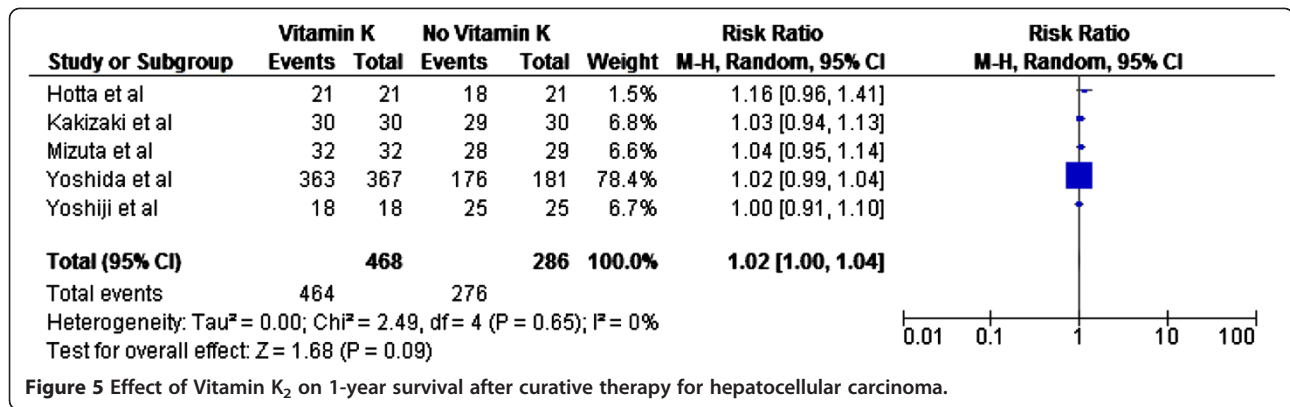 Vitamin K No Vitamin K Risk Ratio Risk Ratio
Study or Subgroup Events Total Events Total Weight M-H, Random, 95% CI M-H, Random, 95% CI
Hotta et al 21 21 18 21 1.5% 1.16 [0.96, 1.41]
Kakizaki et al 30 30 29 30 6.8% 1.03 [0.94, 1.13]
Mizuta et al 32 32 28 29 6.6% 1.04 [0.95, 1.14]
Yoshida et al 363 367 176 181 78.4% 1.02 [0.99, 1.04]
Yoshiji et al 18 18 25 25 6.7% 1.00 [0.91, 1.10]
Total (95% CI) 468 286 100.0% 1.02 [1.00, 1.04]
Total events 464 276
Heterogeneity: Tau² = 0.00; Chi² = 2.49, df = 4 (P = 0.65); I² = 0%
Test for overall effect: Z = 1.68 (P = 0.09)
0.01 0.1 1 10 100
Figure 5 Effect of Vitamin K₂ on 1-year survival after curative therapy for hepatocellular carcinoma.